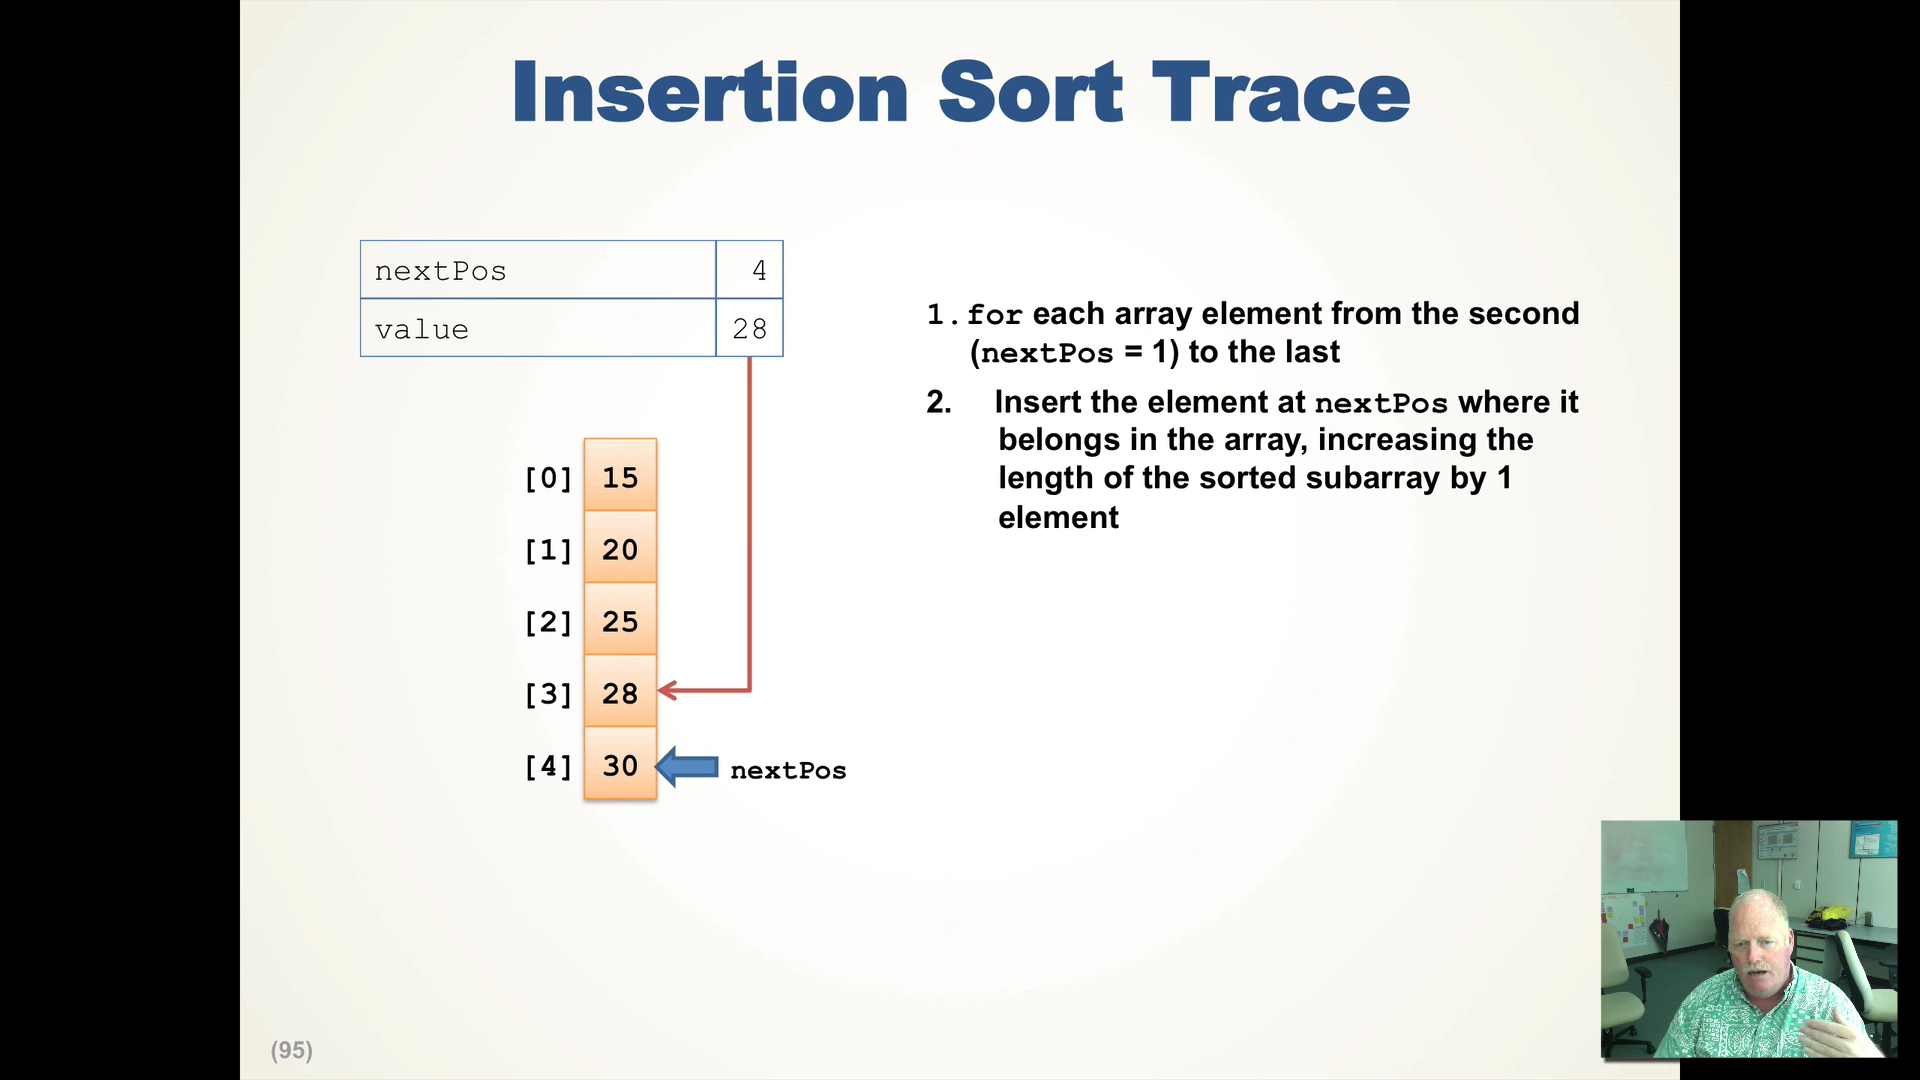 Insertion Sort Trace
nextPos 4
value 28
1. for each array element from the second
(nextPos = 1) to the last
2. Insert the element at nextPos where it
belongs in the array, increasing the
length of the sorted subarray by 1
element
[0] 15
[1] 20
[2] 25
[3] 28
[4] 30 nextPos
(95)